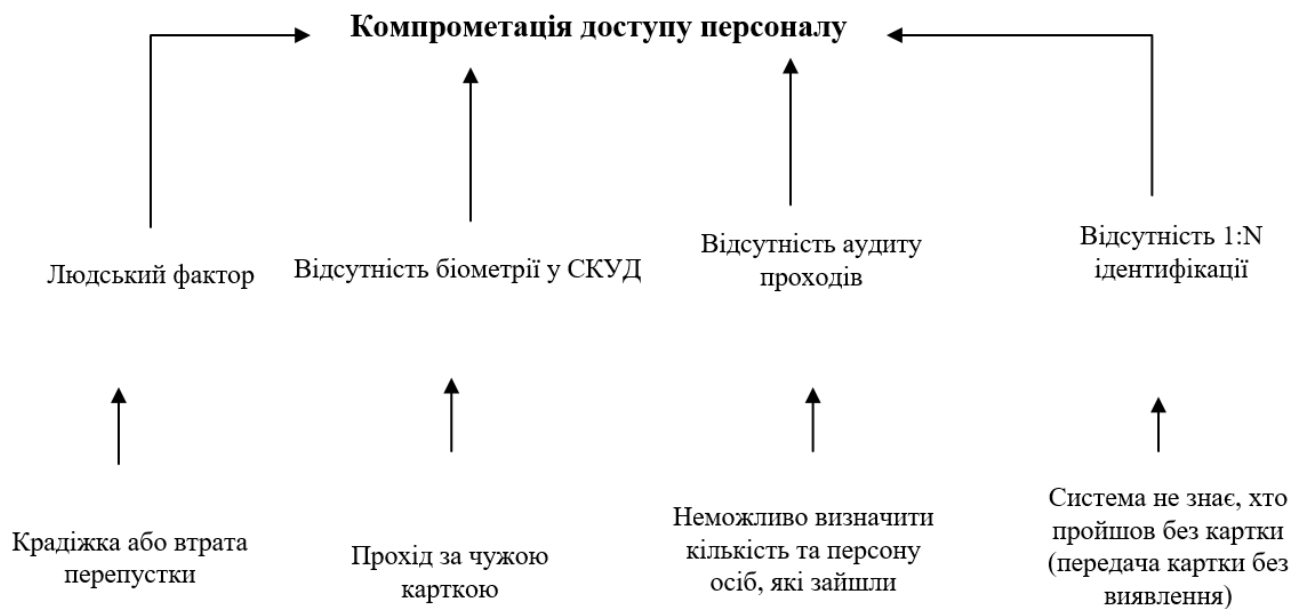 Компрометація доступу персоналу
Людський фактор
Відсутність біометрії у СКУД
Відсутність аудиту
проходів
Відсутність 1:N
ідентифікації
Крадіжка або втрата
перепустки
Прохід за чужою
карткою
Неможливо визначити
кількість та персону
осіб, які зайшли
Система не знає, хто
пройшов без картки
(передача картки без
виявлення)